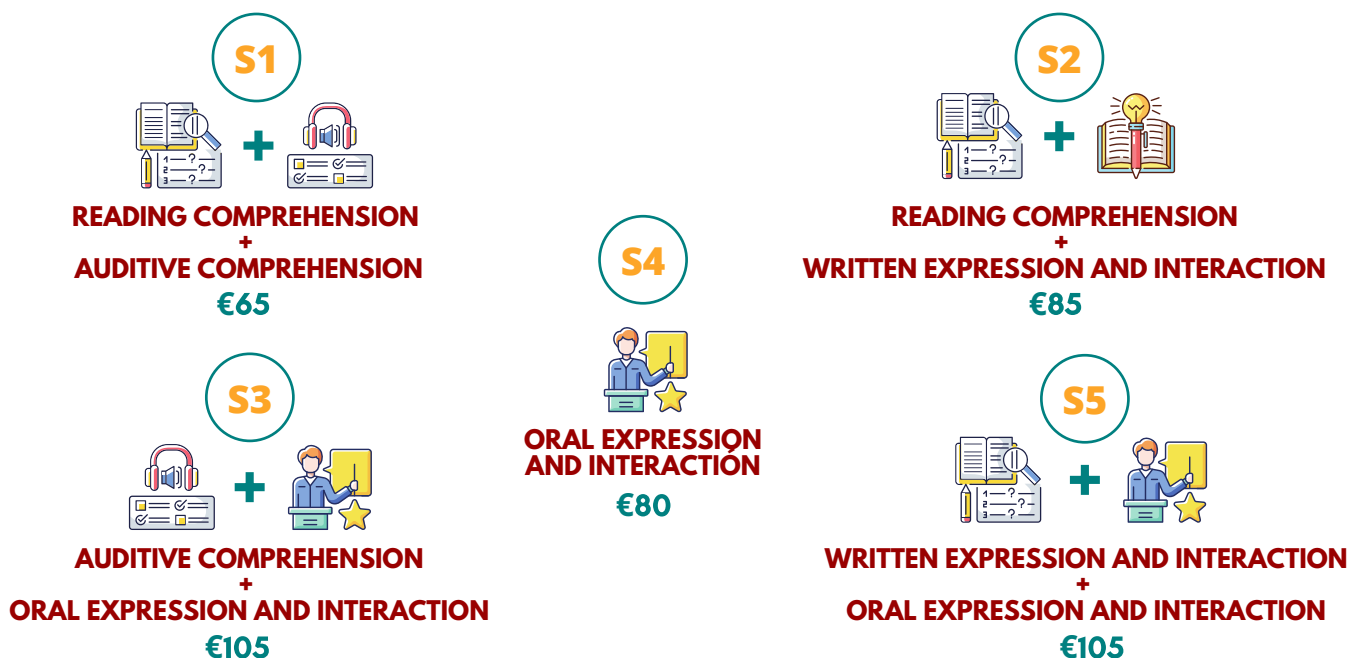 S1
+
READING COMPREHENSION
+
AUDITIVE COMPREHENSION
€65
S2
+
READING COMPREHENSION
+
WRITTEN EXPRESSION AND INTERACTION
€85
S4
ORAL EXPRESSION
AND INTERACTIÓN
€80
S3
+
AUDITIVE COMPREHENSION
+
ORAL EXPRESSION AND INTERACTION
€105
S5
+
WRITTEN EXPRESSION AND INTERACTION
+
ORAL EXPRESSION AND INTERACTION
€105